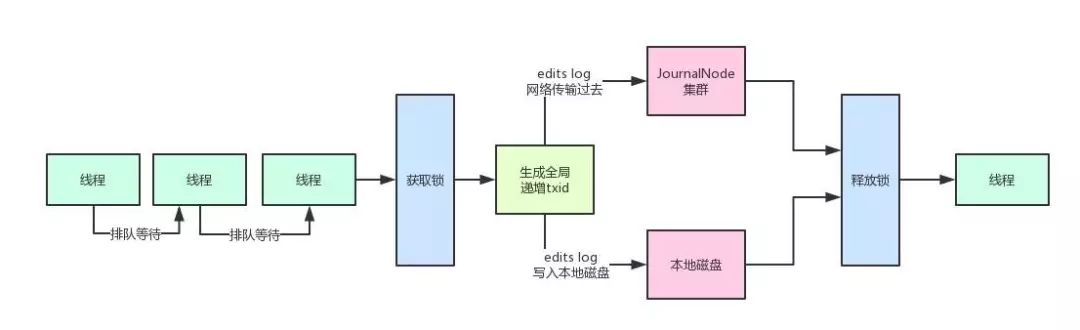 线程
线程
线程
排队等待
排队等待
获取锁
生成全局
递增txid
edits log
网络传输过去
JournalNode
集群
edits log
写入本地磁盘
本地磁盘
释放锁
线程